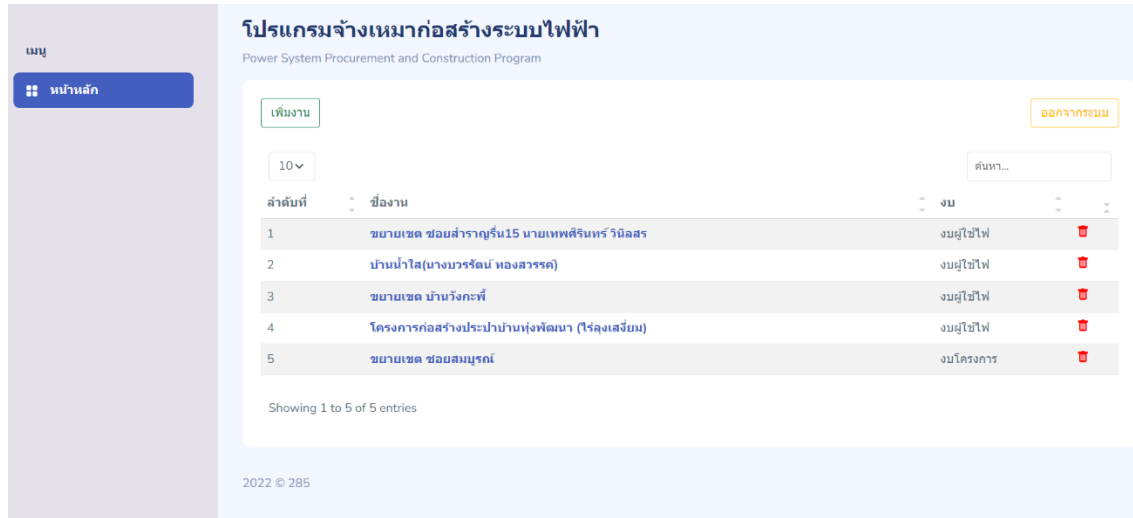 โปรแกรมจ้างเหมาก่อสร้างระบบไฟฟ้า
Power System Procurement and Construction Program
เมนู
หน้าหลัก
เพิ่มงาน
ออกจากระบบ
10
ค้นหา...
ลำดับที่ ชื่องาน งบ
1 ขยายเขต ซอยสำราญรื่น15 นายเทพศิรินทร์ วินิลสร งบผู้ใช้ไฟ
2 บ้านน้ำใส(นางบวรรัตน์ ทองสวรรค์) งบผู้ใช้ไฟ
3 ขยายเขต บ้านวังกะพี้ งบผู้ใช้ไฟ
4 โครงการก่อสร้างประปาบ้านทุ่งพัฒนา (ไร่ลุงเสงี่ยม) งบผู้ใช้ไฟ
5 ขยายเขต ซอยสมบูรณ์ งบโครงการ
Showing 1 to 5 of 5 entries
2022 © 285